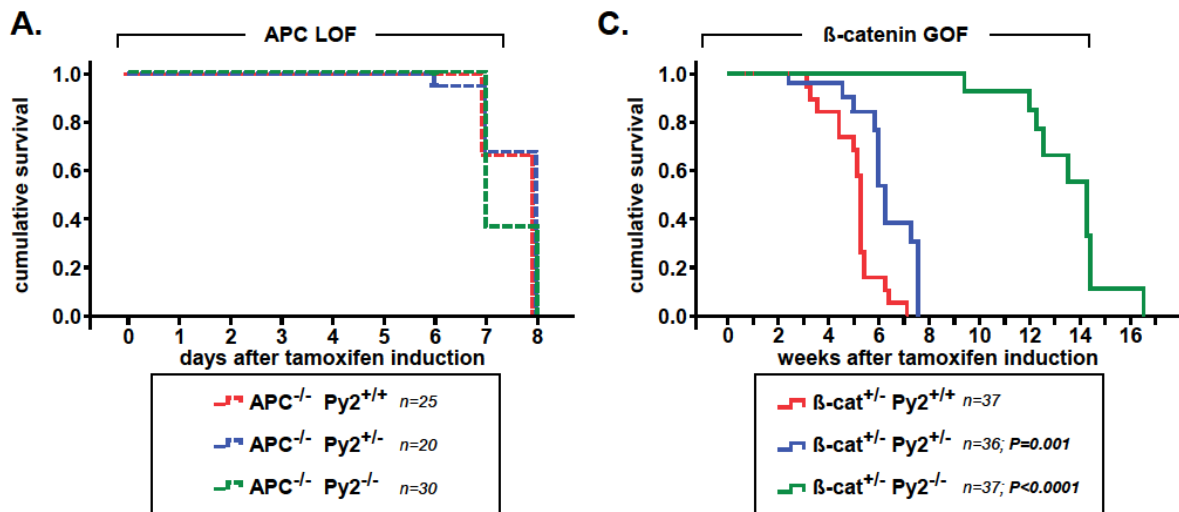 A.
APC LOF
cumulative survival
1.0
0.8
0.6
0.4
0.2
0.0
0 1 2 3 4 5 6 7 8
days after tamoxifen induction
APC-/- Py2+/+ n=25
APC-/- Py2+/- n=20
APC-/- Py2-/- n=30
C.
ß-catenin GOF
cumulative survival
1.0
0.8
0.6
0.4
0.2
0.0
0 2 4 6 8 10 12 14 16
weeks after tamoxifen induction
ß-cat+/- Py2+/+ n=37
ß-cat+/- Py2+/- n=36; P=0.001
ß-cat+/- Py2-/- n=37; P<0.0001